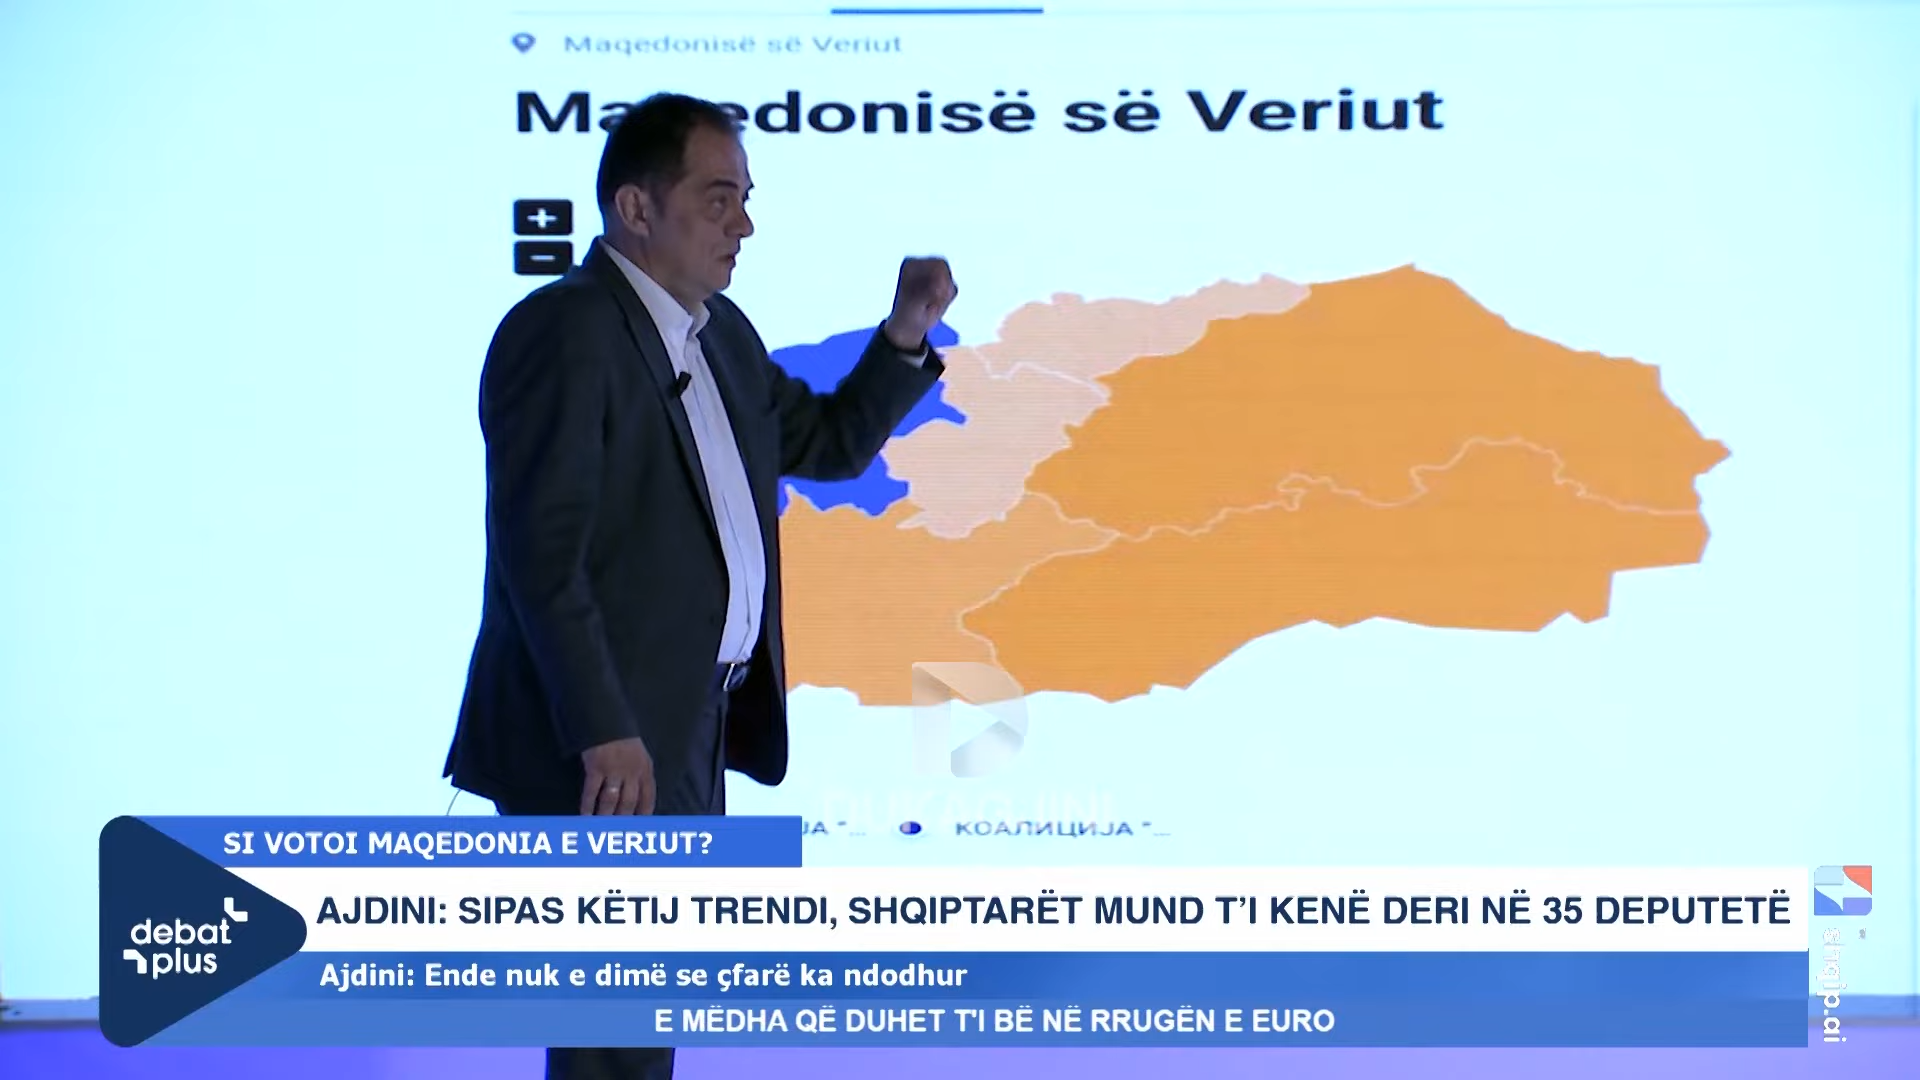 Maqedonisë së Veriut
Ma edonisë së Veriut
+
−
DUKAGJINI
ЈА "...
КОАЛИЦИЈА "...
SI VOTOI MAQEDONIA E VERIUT?
debat
plus
AJDINI: SIPAS KËTIJ TRENDI, SHQIPTARËT MUND T'I KENË DERI NË 35 DEPUTETË
Ajdini: Ende nuk e dimë se çfarë ka ndodhur
E MËDHA QË DUHET T'I BË NË RRUGËN E EURO
shqip.ai